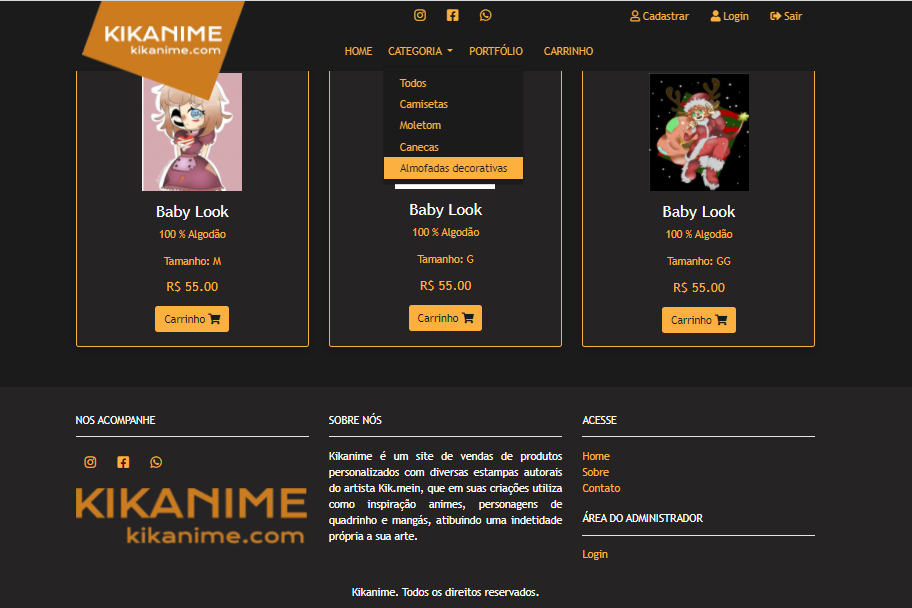 KIKANIME
kikanime.com
Cadastrar
Login
Sair
HOME
CATEGORIA
PORTFÓLIO
CARRINHO
Todos
Camisetas
Moletom
Canecas
Almofadas decorativas
Baby Look
100 % Algodão
Tamanho: M
R$ 55.00
Carrinho
Baby Look
100 % Algodão
Tamanho: G
R$ 55.00
Carrinho
Baby Look
100 % Algodão
Tamanho: GG
R$ 55.00
Carrinho
NOS ACOMPANHE
KIKANIME
kikanime.com
SOBRE NÓS
Kikanime é um site de vendas de produtos
personalizados com diversas estampas autorais
do artista Kik.mein, que em suas criações utiliza
como inspiração animes, personagens de
quadrinho e mangás, atibuindo uma indetidade
própria a sua arte.
ACESSE
Home
Sobre
Contato
ÁREA DO ADMINISTRADOR
Login
Kikanime. Todos os direitos reservados.